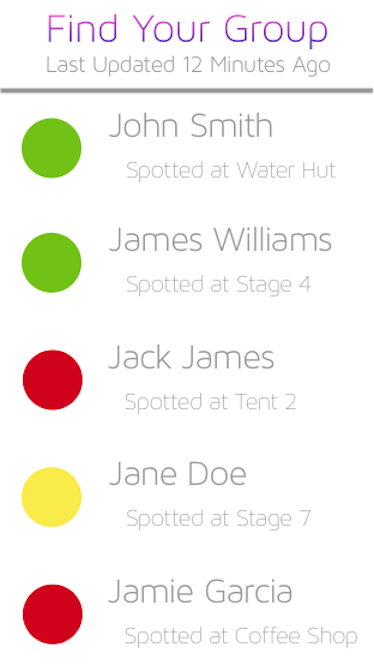 Find Your Group
Last Updated 12 Minutes Ago
John Smith
Spotted at Water Hut
James Williams
Spotted at Stage 4
Jack James
Spotted at Tent 2
Jane Doe
Spotted at Stage 7
Jamie Garcia
Spotted at Coffee Shop